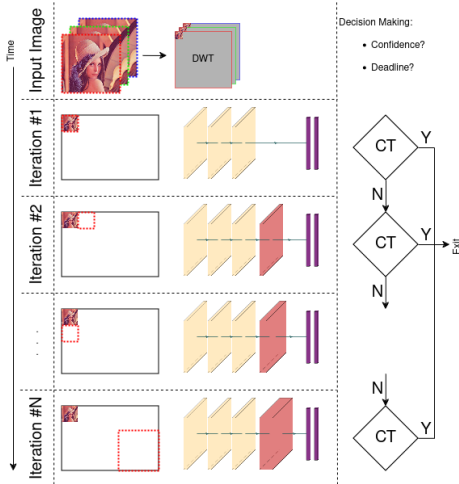 Time
Input Image
DWT
Decision Making:
• Confidence?
• Deadline?
Iteration #1
CT
Y
N
Iteration #2
CT
Y
Exit
N
. . .
N
Iteration #N
CT
Y